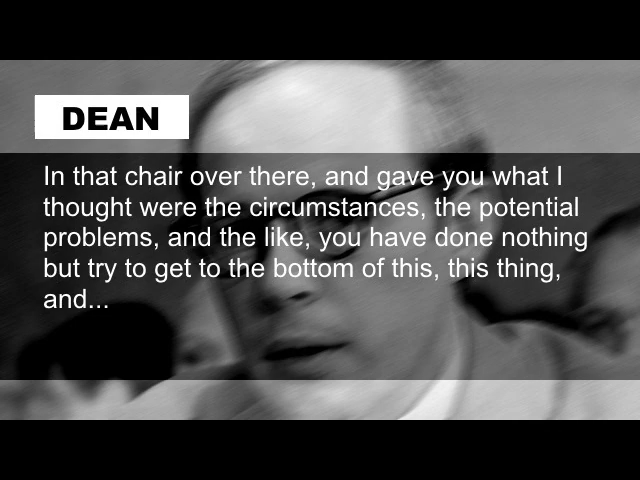 DEAN
In that chair over there, and gave you what I
thought were the circumstances, the potential
problems, and the like, you have done nothing
but try to get to the bottom of this, this thing,
and...